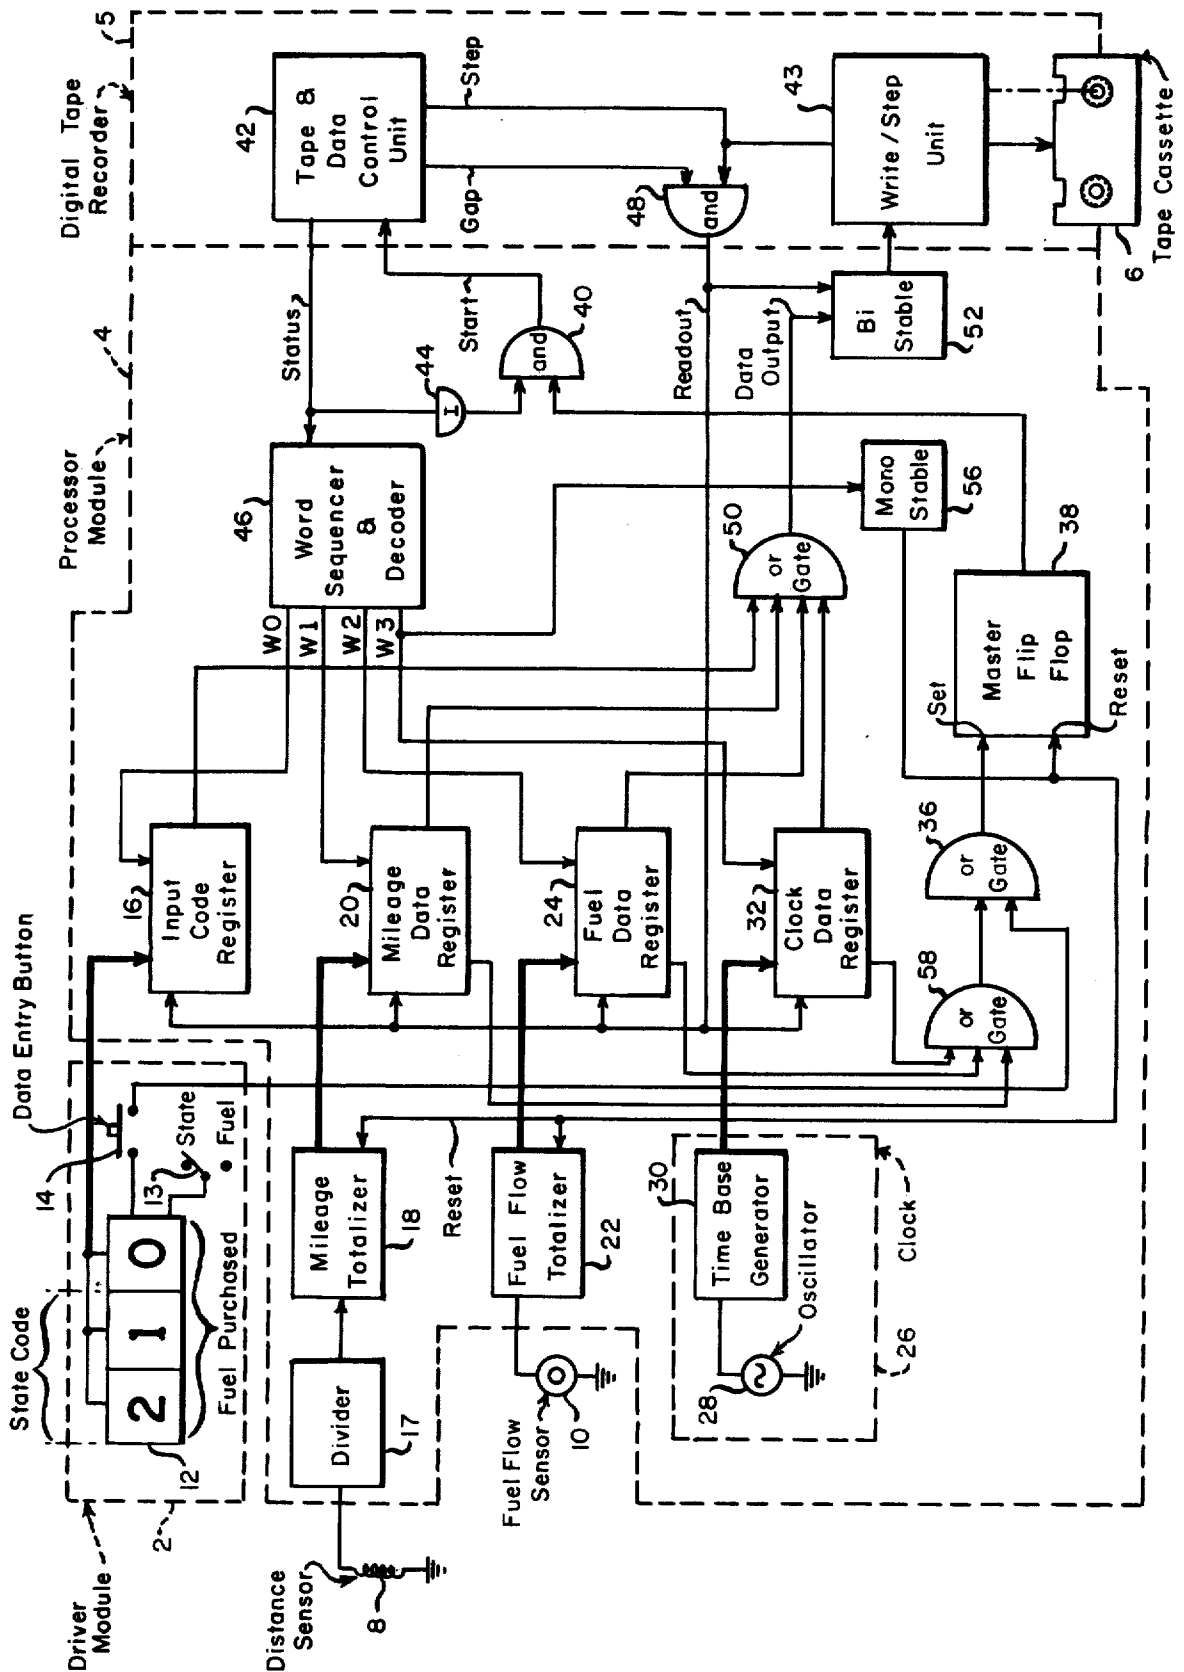 Driver
Module
2
State Code
2 1 0
12
Fuel Purchased
13
State
Fuel
14
Data Entry Button
Processor
Module
4
Digital Tape
Recorder
5
16
Input
Code
Register
46
Word
Sequencer
&
Decoder
W0
W1
W2
W3
Status
42
Tape &
Data
Control
Unit
Step
Gap
Start
44
I
and
40
Distance
Sensor
8
Divider
17
Mileage
Totalizer
18
Reset
20
Mileage
Data
Register
48
and
Readout
Data
Output
Fuel Flow
Sensor
10
Fuel Flow
Totalizer
22
24
Fuel
Data
Register
50
or
Gate
Bi
Stable
52
43
Write / Step
Unit
28
Oscillator
30
Time Base
Generator
26
Clock
32
Clock
Data
Register
Mono
Stable
56
58
or
Gate
36
or
Gate
Set
Master
Flip
Flop
38
Reset
6
Tape Cassette